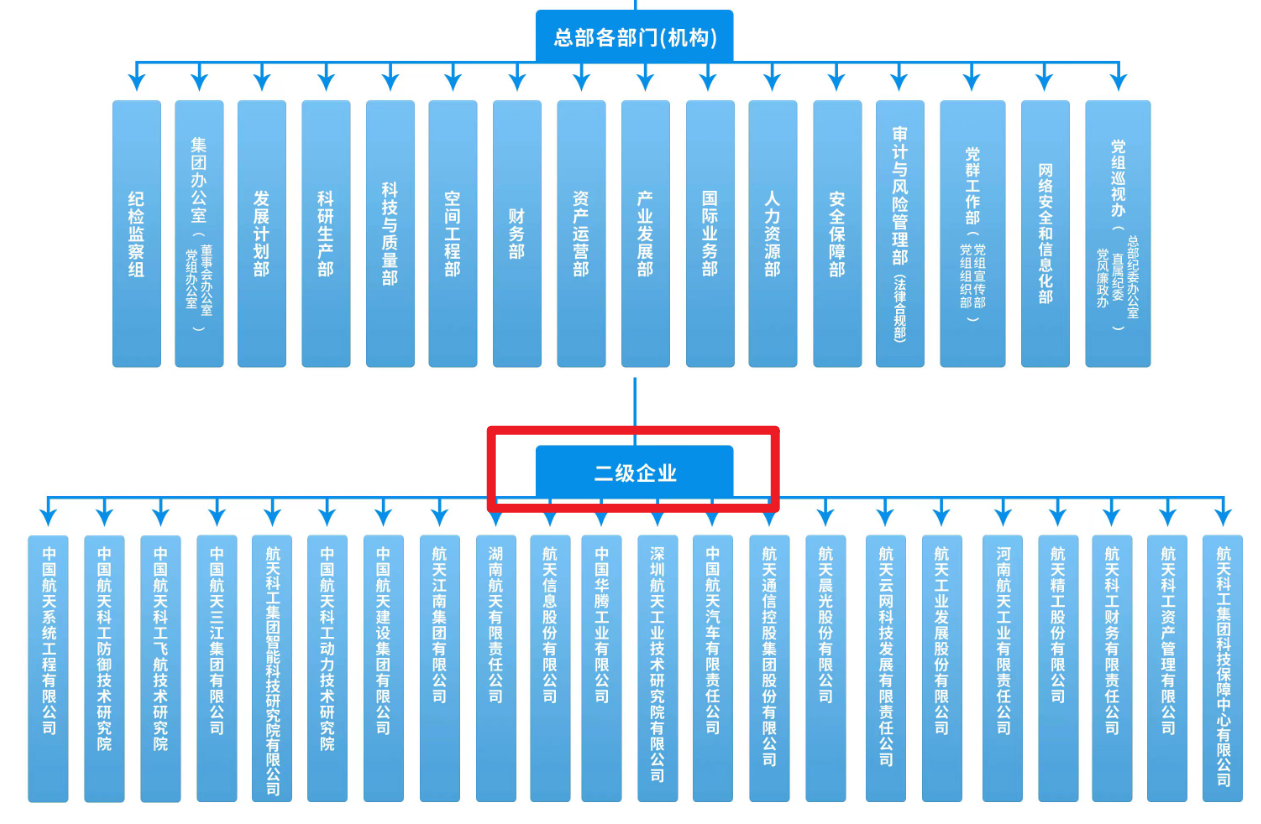 总部各部门(机构)
纪检监察组
集团办公室（董事会办公室 党组办公室）
发展计划部
科研生产部
科技与质量部
空间工程部
财务部
资产运营部
产业发展部
国际业务部
人力资源部
安全保障部
审计与风险管理部（法律合规部）
党群工作部（党组宣传部 党组组织部）
网络安全和信息化部
党组巡视办（总部纪委办公室 直属纪委 党风廉政办）
二级企业
中国航天系统工程有限公司
中国航天科工防御技术研究院
中国航天科工飞航技术研究院
中国航天三江集团有限公司
航天科工集团智能科技研究院有限公司
中国航天科工动力技术研究院
中国航天建设集团有限公司
航天江南集团有限公司
湖南航天有限责任公司
航天信息股份有限公司
中国华腾工业有限公司
深圳航天工业技术研究院有限公司
中国航天汽车有限责任公司
航天通信控股集团股份有限公司
航天晨光股份有限公司
航天云网科技发展有限责任公司
航天工业发展股份有限公司
河南航天工业有限责任公司
航天精工股份有限公司
航天科工财务有限责任公司
航天科工资产管理有限公司
航天科工集团科技保障中心有限公司